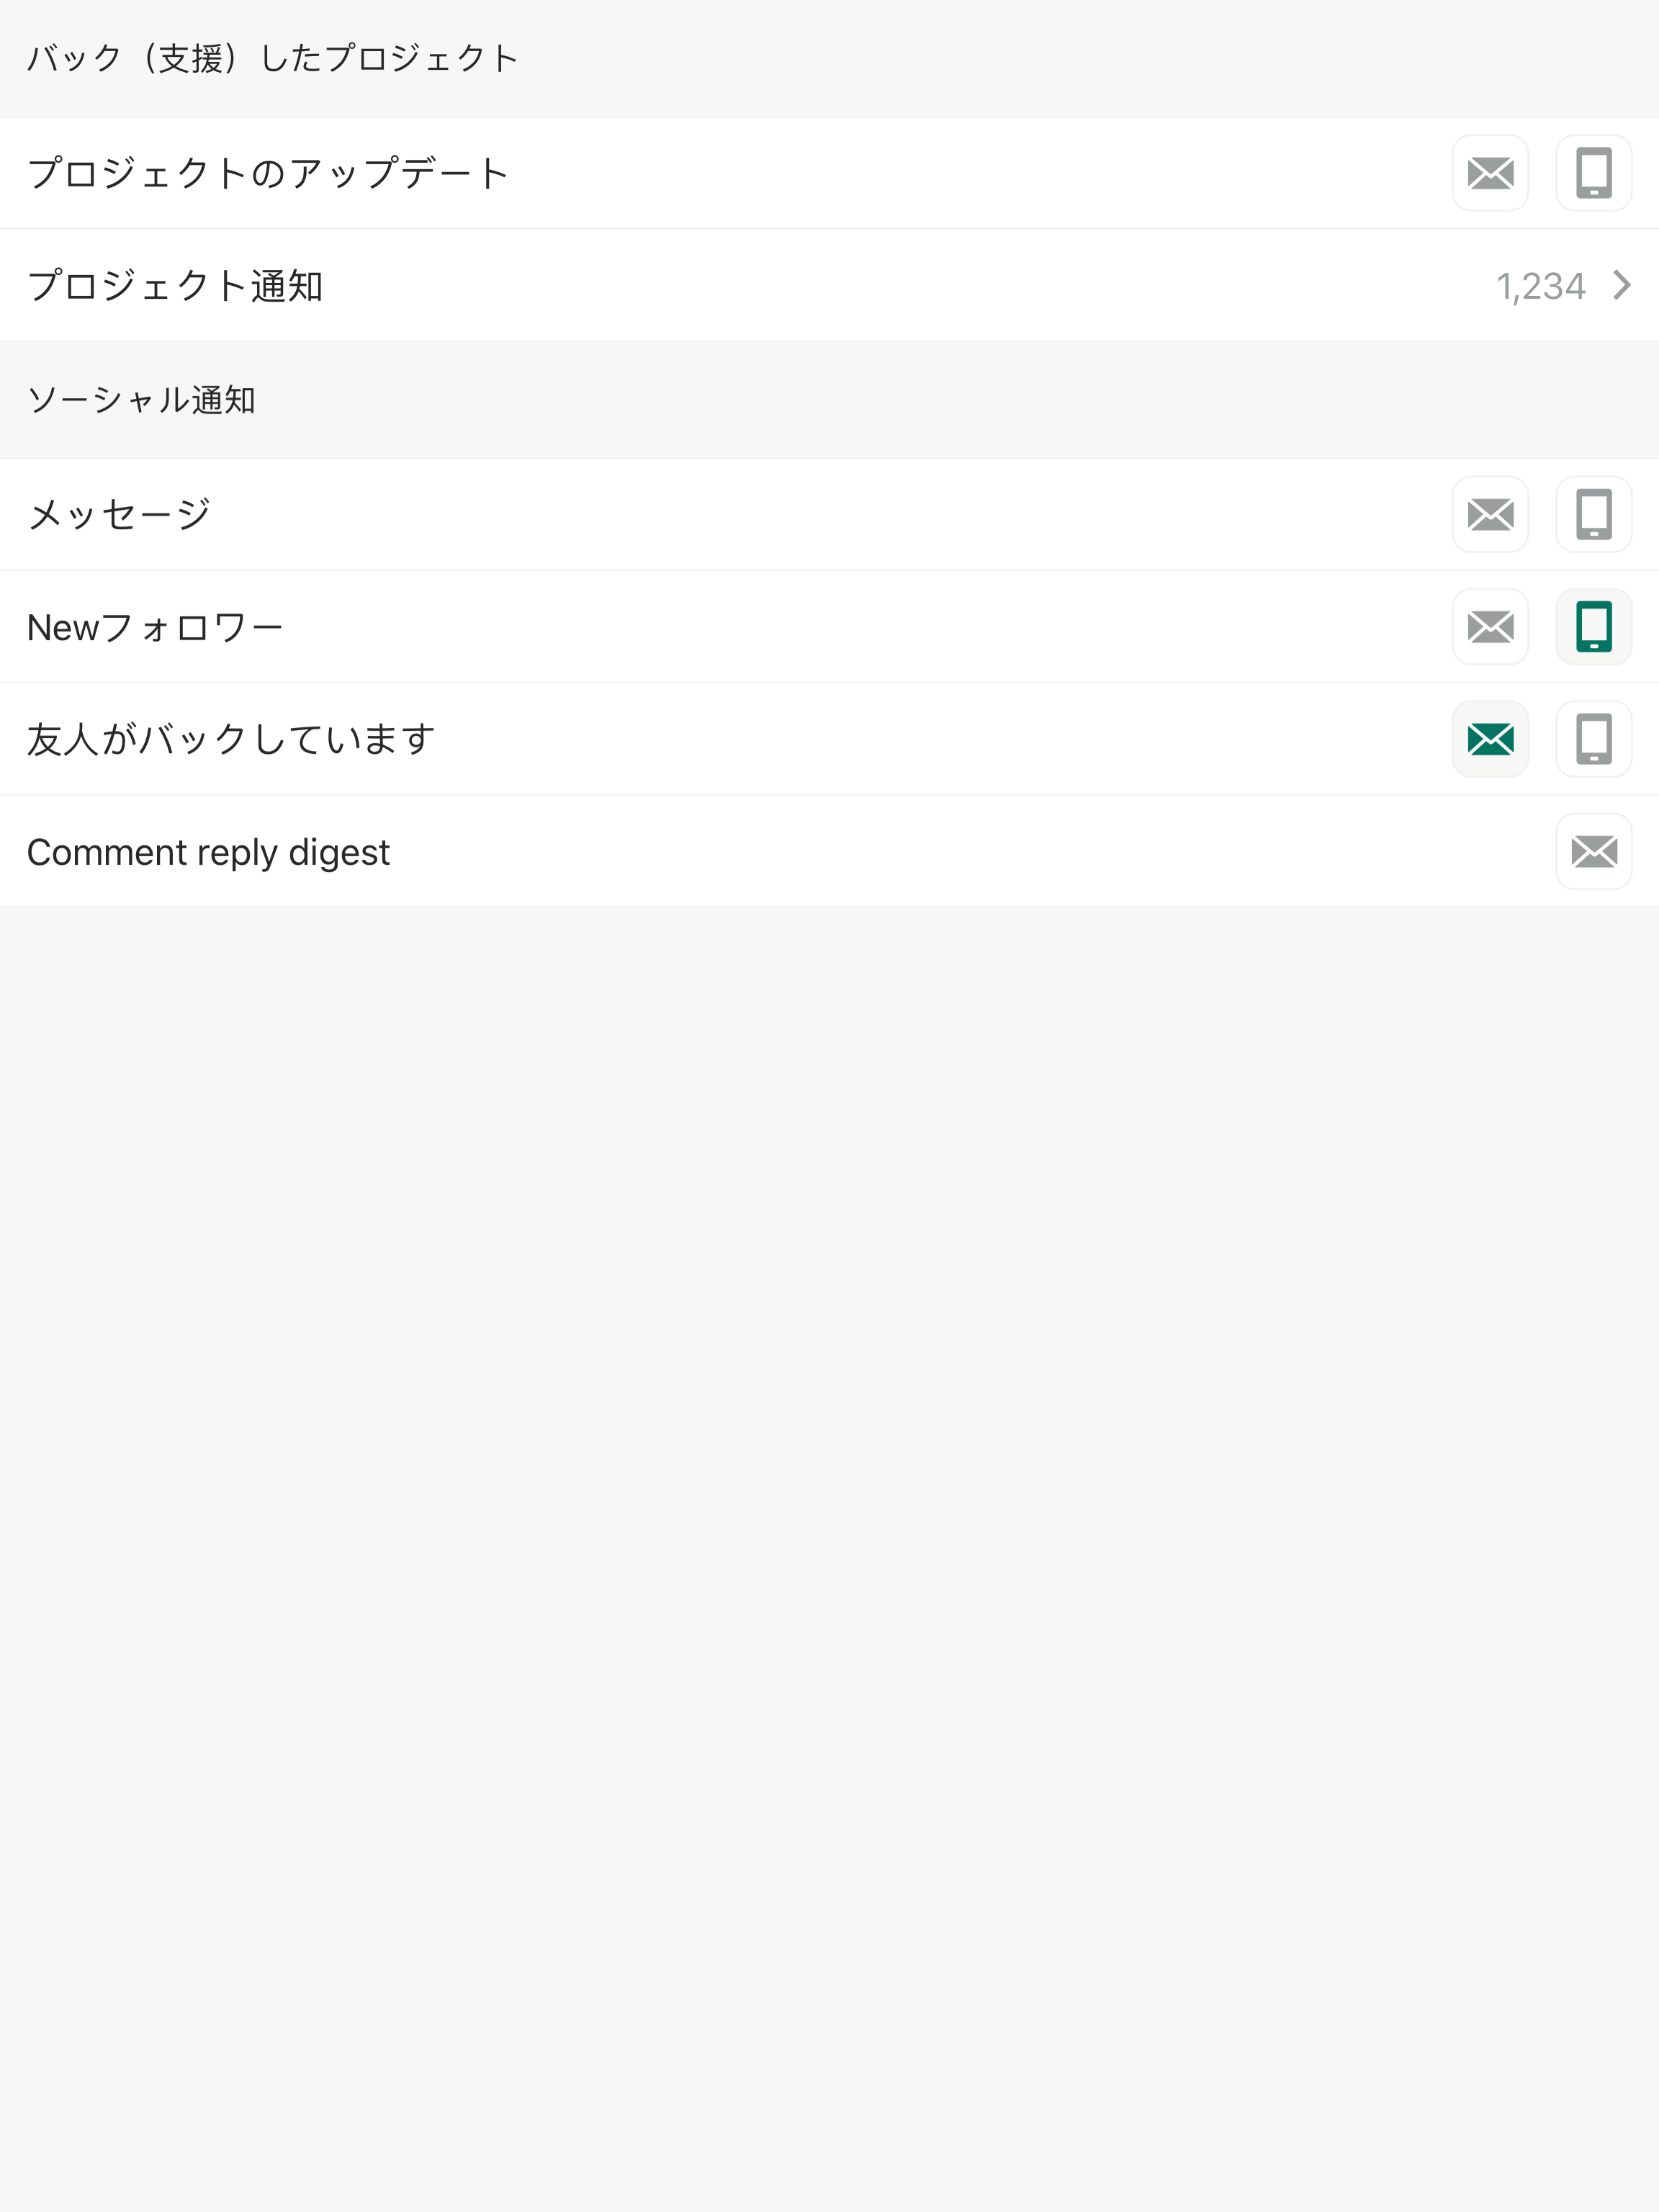 バック（支援）したプロジェクト
プロジェクトのアップデート
プロジェクト通知 1,234
ソーシャル通知
メッセージ
Newフォロワー
友人がバックしています
Comment reply digest